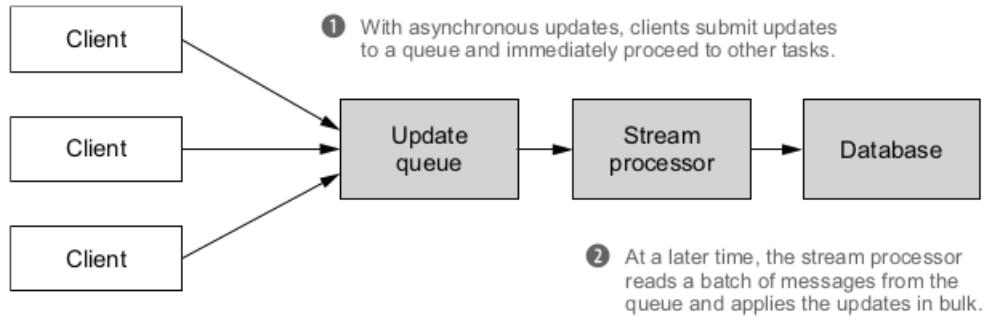 Client
1 With asynchronous updates, clients submit updates
to a queue and immediately proceed to other tasks.
Client
Update
queue
Stream
processor
Database
Client
2 At a later time, the stream processor
reads a batch of messages from the
queue and applies the updates in bulk.